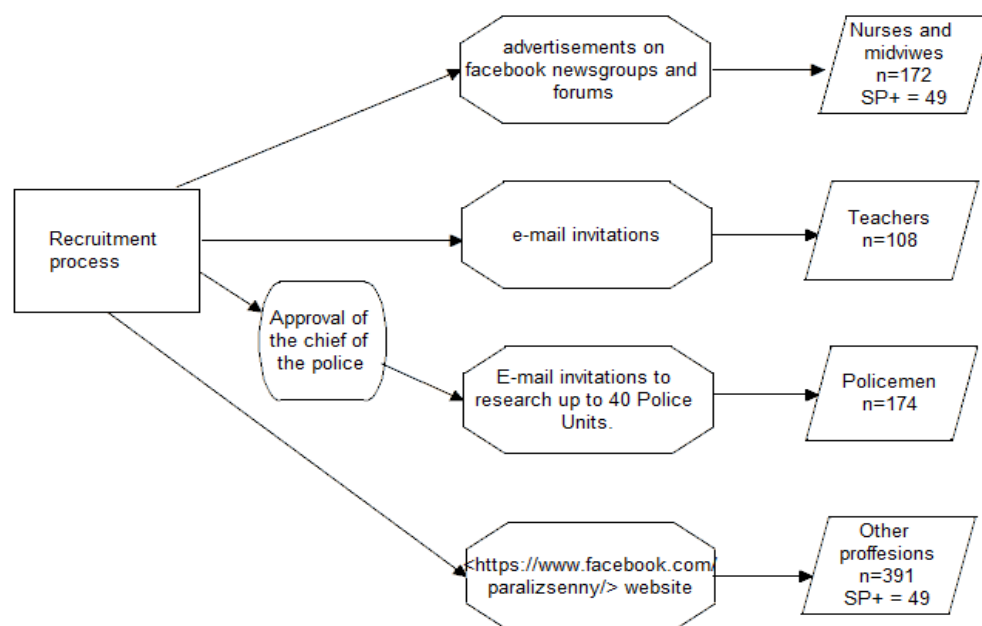 advertisements on
facebook newsgroups and
forums
Nurses and
midviwes
n=172
SP+ = 49
Recruitment
process
e-mail invitations
Teachers
n=108
Approval of
the chief of
the police
E-mail invitations to
research up to 40 Police
Units.
Policemen
n=174
<https://www.facebook.com/
paralizsenny/> website
Other
proffesions
n=391
SP+ = 49